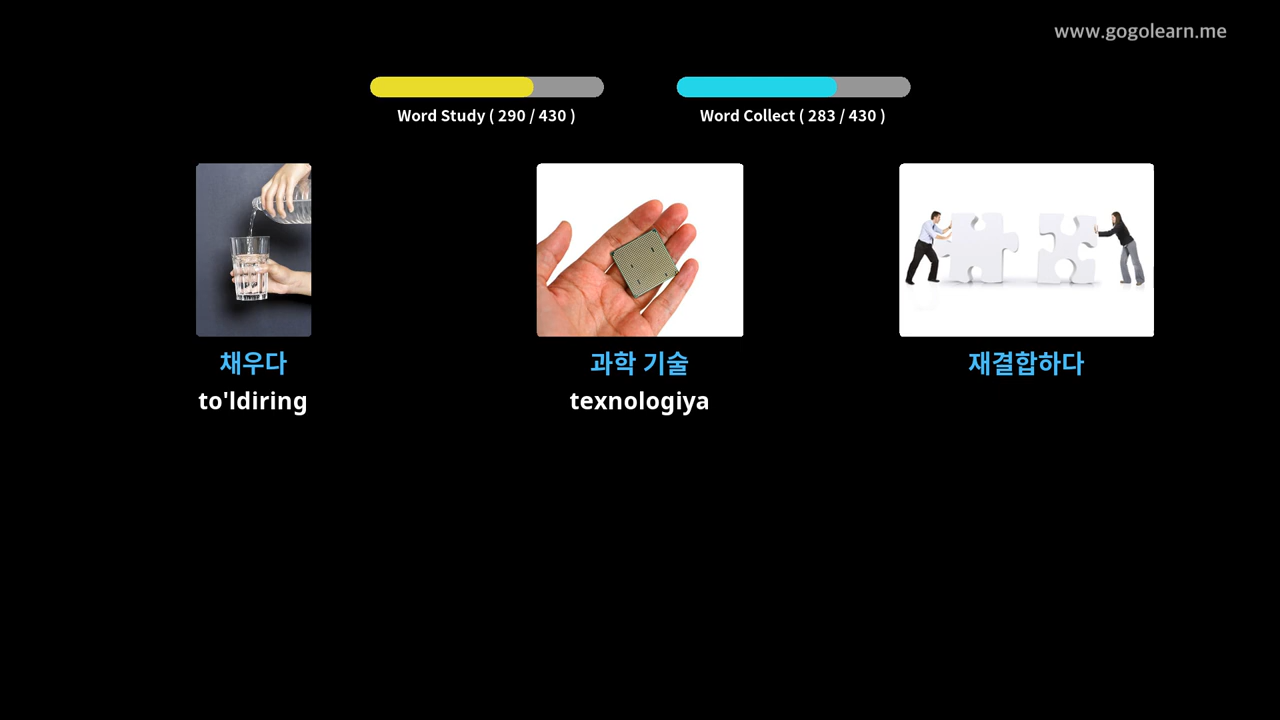 www.gogolearn.me
Word Study ( 290 / 430 )
Word Collect ( 283 / 430 )
채우다
to'ldiring
과학 기술
texnologiya
재결합하다